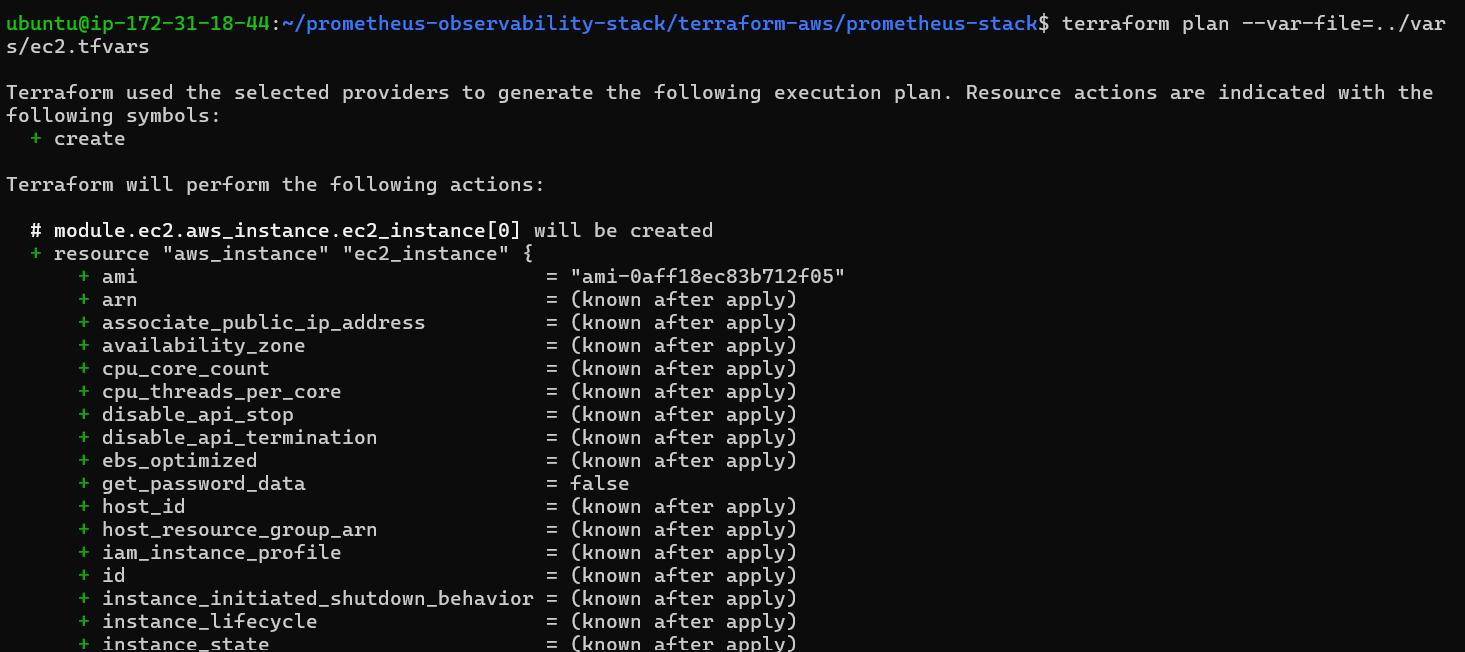 ubuntu@ip-172-31-18-44:~/prometheus-observability-stack/terraform-aws/prometheus-stack$ terraform plan --var-file=../var
s/ec2.tfvars
Terraform used the selected providers to generate the following execution plan. Resource actions are indicated with the
following symbols:
  + create
Terraform will perform the following actions:
  # module.ec2.aws_instance.ec2_instance[0] will be created
  + resource "aws_instance" "ec2_instance" {
      + ami                                  = "ami-0aff18ec83b712f05"
      + arn                                  = (known after apply)
      + associate_public_ip_address          = (known after apply)
      + availability_zone                    = (known after apply)
      + cpu_core_count                       = (known after apply)
      + cpu_threads_per_core                 = (known after apply)
      + disable_api_stop                     = (known after apply)
      + disable_api_termination              = (known after apply)
      + ebs_optimized                        = (known after apply)
      + get_password_data                    = false
      + host_id                              = (known after apply)
      + host_resource_group_arn              = (known after apply)
      + iam_instance_profile                 = (known after apply)
      + id                                   = (known after apply)
      + instance_initiated_shutdown_behavior = (known after apply)
      + instance_lifecycle                   = (known after apply)
      + instance_state                       = (known after apply)